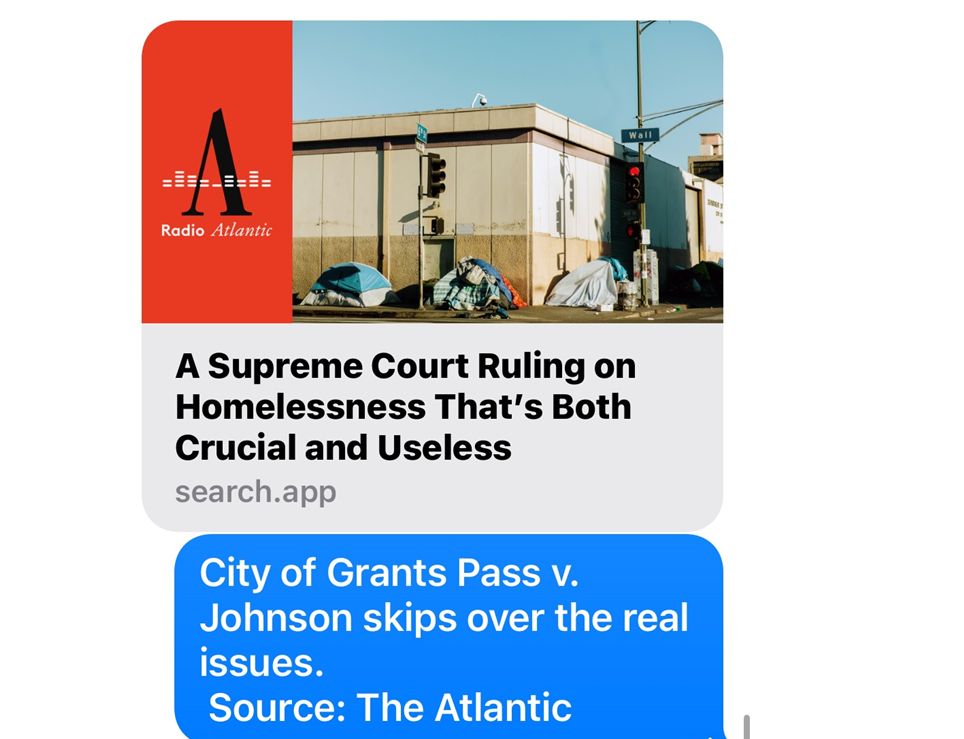 Wall
A
Radio Atlantic
A Supreme Court Ruling on
Homelessness That’s Both
Crucial and Useless
search.app
City of Grants Pass v.
Johnson skips over the real
issues.
Source: The Atlantic